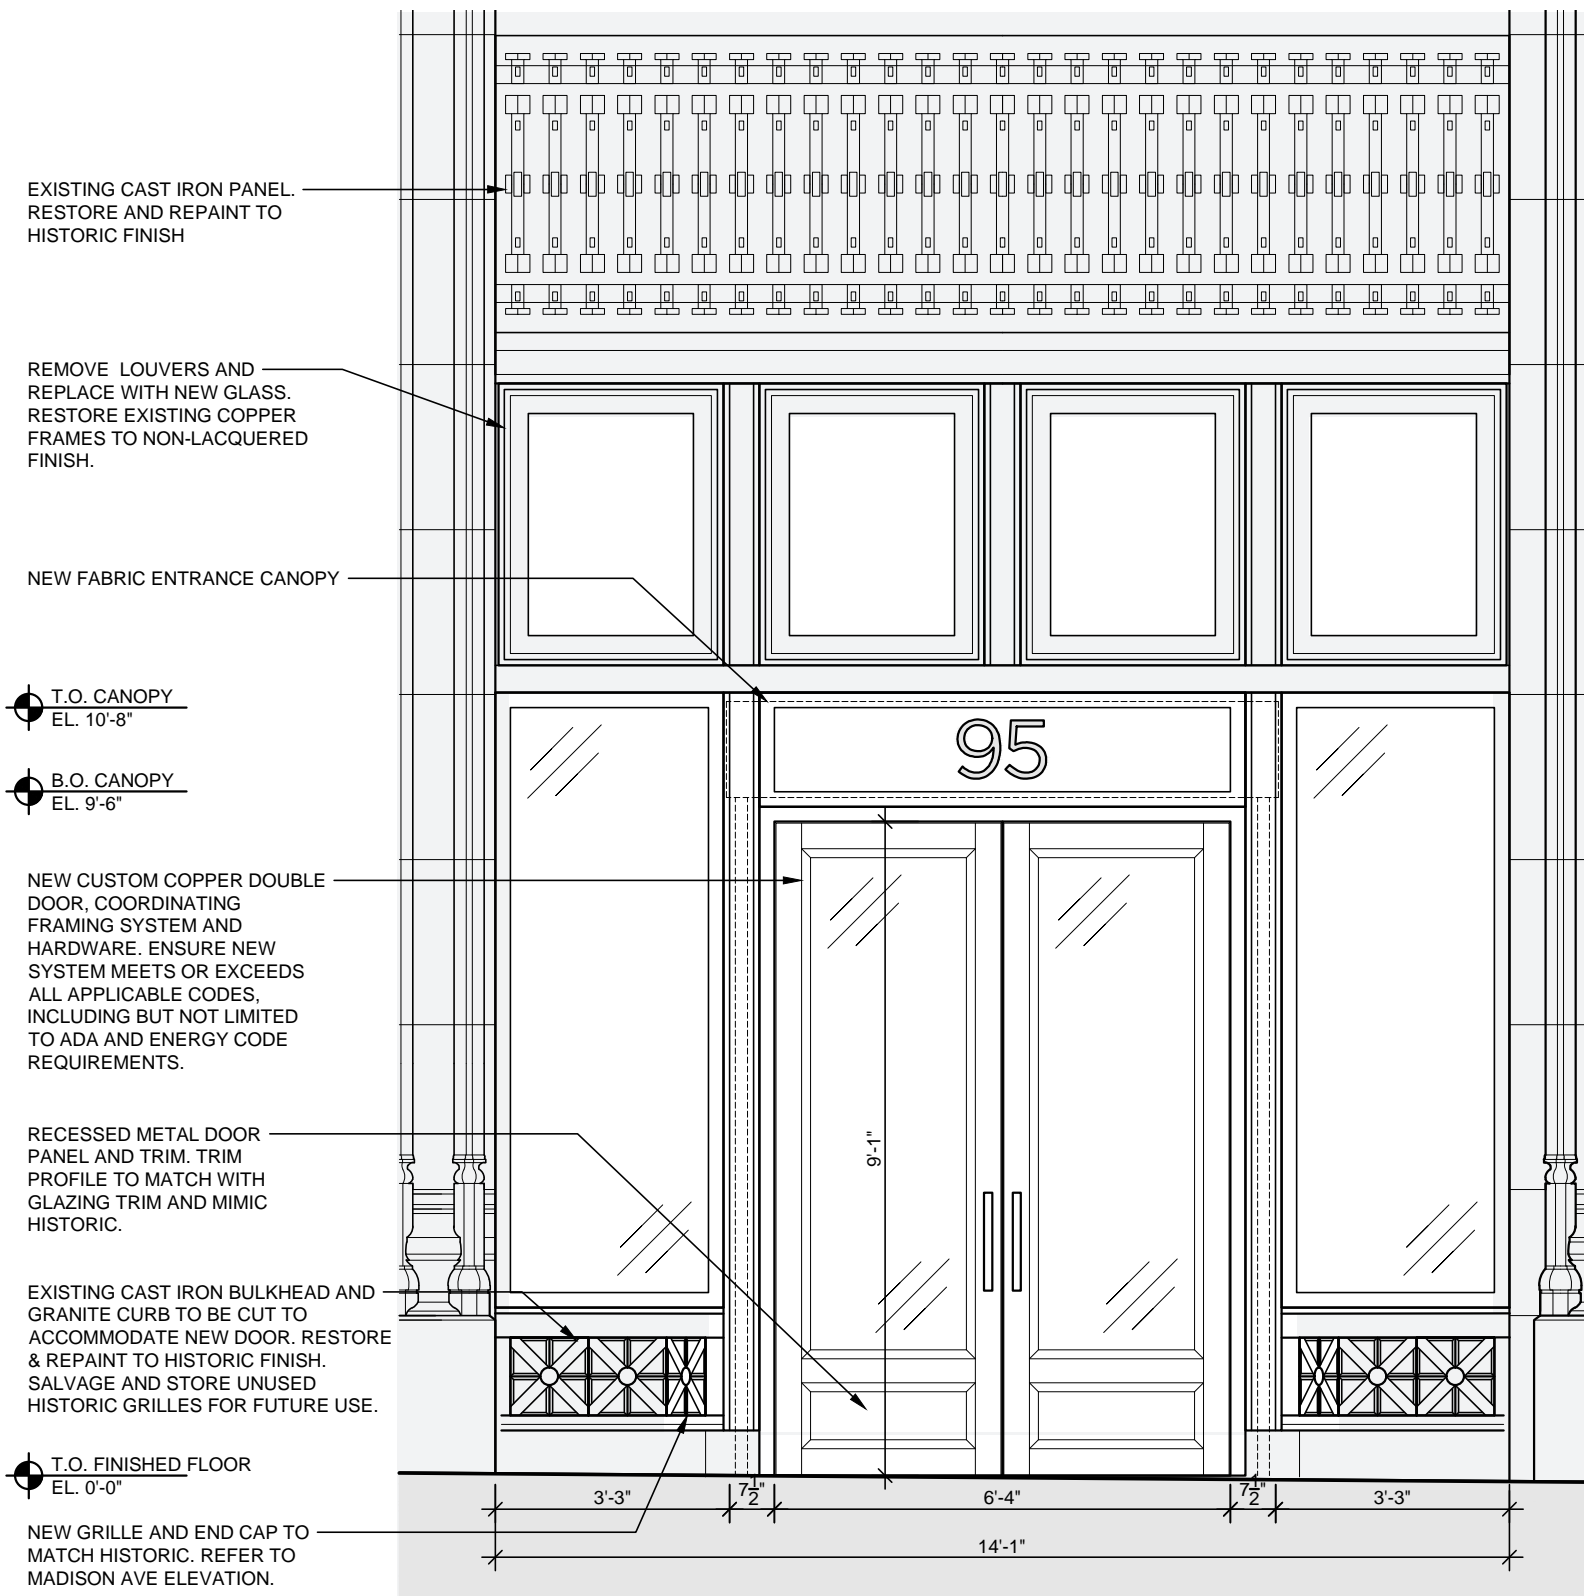 EXISTING CAST IRON PANEL.
RESTORE AND REPAINT TO
HISTORIC FINISH
REMOVE  LOUVERS AND
REPLACE WITH NEW GLASS.
RESTORE EXISTING COPPER
FRAMES TO NON-LACQUERED
FINISH.
NEW FABRIC ENTRANCE CANOPY
T.O. CANOPY
EL. 10'-8"
95
B.O. CANOPY
EL. 9'-6"
NEW CUSTOM COPPER DOUBLE
DOOR, COORDINATING
FRAMING SYSTEM AND
HARDWARE. ENSURE NEW
SYSTEM MEETS OR EXCEEDS
ALL APPLICABLE CODES,
INCLUDING BUT NOT LIMITED
TO ADA AND ENERGY CODE
REQUIREMENTS.
9'-1"
RECESSED METAL DOOR
PANEL AND TRIM. TRIM
PROFILE TO MATCH WITH
GLAZING TRIM AND MIMIC
HISTORIC.
EXISTING CAST IRON BULKHEAD AND
GRANITE CURB TO BE CUT TO
ACCOMMODATE NEW DOOR. RESTORE
& REPAINT TO HISTORIC FINISH.
SALVAGE AND STORE UNUSED
HISTORIC GRILLES FOR FUTURE USE.
T.O. FINISHED FLOOR
EL. 0'-0"
3'-3" 7 1/2" 6'-4" 7 1/2" 3'-3"
14'-1"
NEW GRILLE AND END CAP TO
MATCH HISTORIC. REFER TO
MADISON AVE ELEVATION.